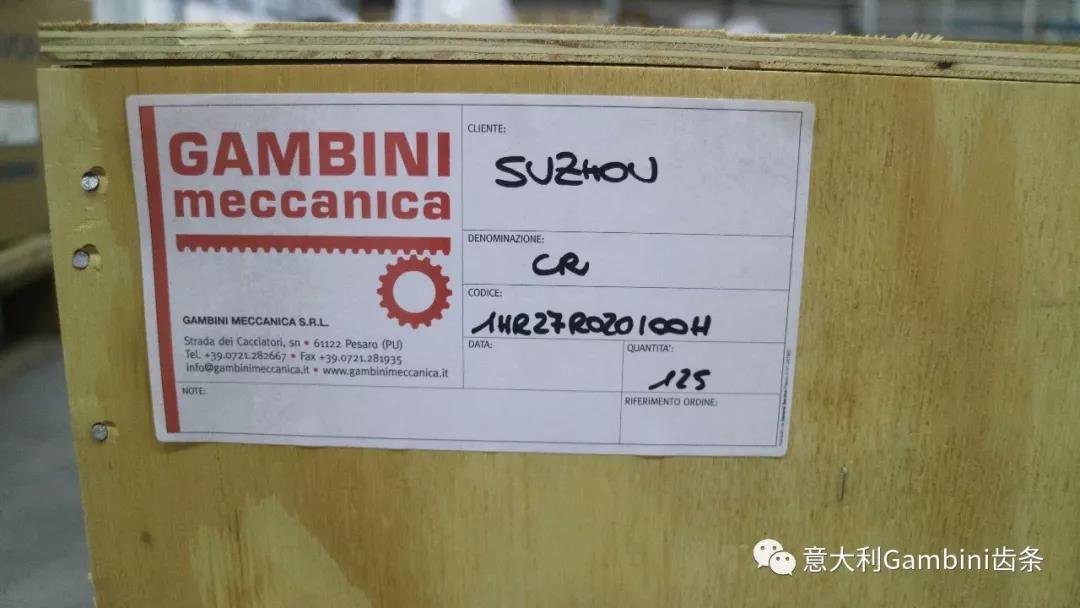 GAMBINI
meccanica
GAMBINI MECCANICA S.R.L.
Strada dei Cacciatori, sn • 61122 Pesaro (PU)
Tel. +39.0721.282667 • Fax +39.0721.281935
info@gambinimeccanica.it • www.gambinimeccanica.it
NOTE:
CLIENTE:
SUZHOU
DENOMINAZIONE:
CR
CODICE:
1HR27R020100H
DATA:
QUANTITA':
125
RIFERIMENTO ORDINE:
意大利Gambini齿条